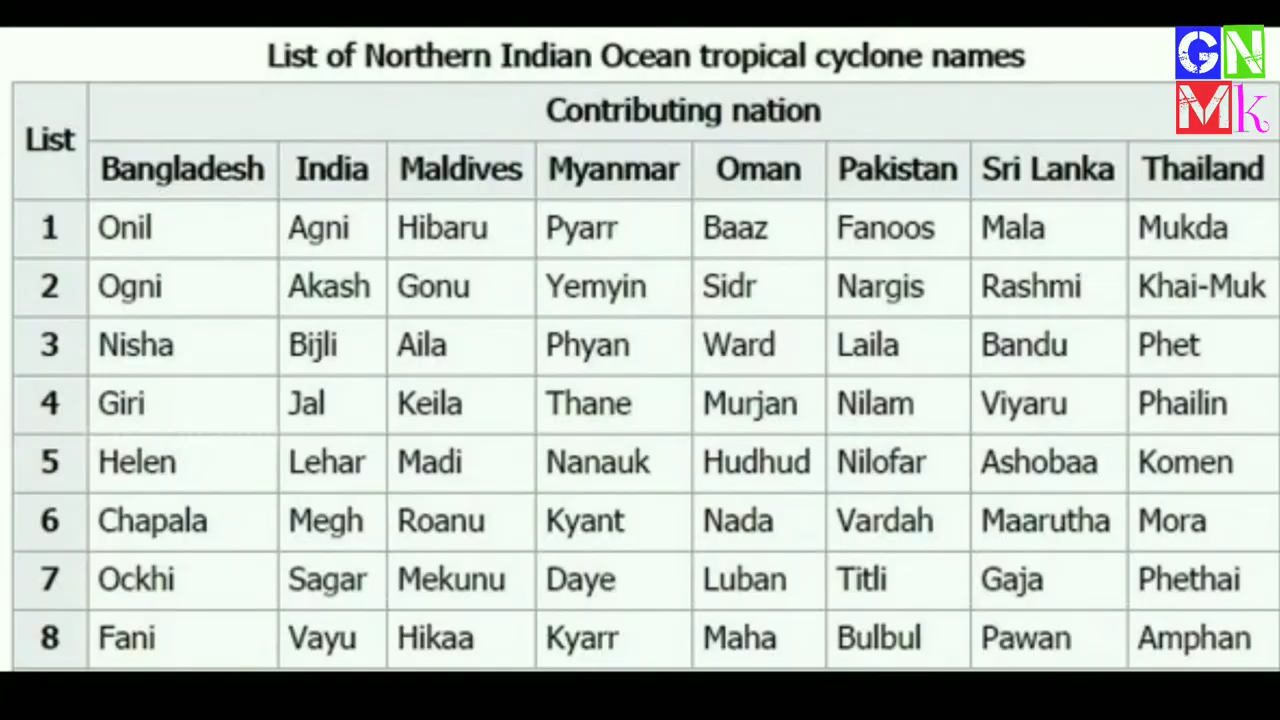 List of Northern Indian Ocean tropical cyclone names
GN
Mk
List
Contributing nation
Bangladesh India Maldives Myanmar Oman Pakistan Sri Lanka Thailand
1 Onil Agni Hibaru Pyarr Baaz Fanoos Mala Mukda
2 Ogni Akash Gonu Yemyin Sidr Nargis Rashmi Khai-Muk
3 Nisha Bijli Aila Phyan Ward Laila Bandu Phet
4 Giri Jal Keila Thane Murjan Nilam Viyaru Phailin
5 Helen Lehar Madi Nanauk Hudhud Nilofar Ashobaa Komen
6 Chapala Megh Roanu Kyant Nada Vardah Maarutha Mora
7 Ockhi Sagar Mekunu Daye Luban Titli Gaja Phethai
8 Fani Vayu Hikaa Kyarr Maha Bulbul Pawan Amphan